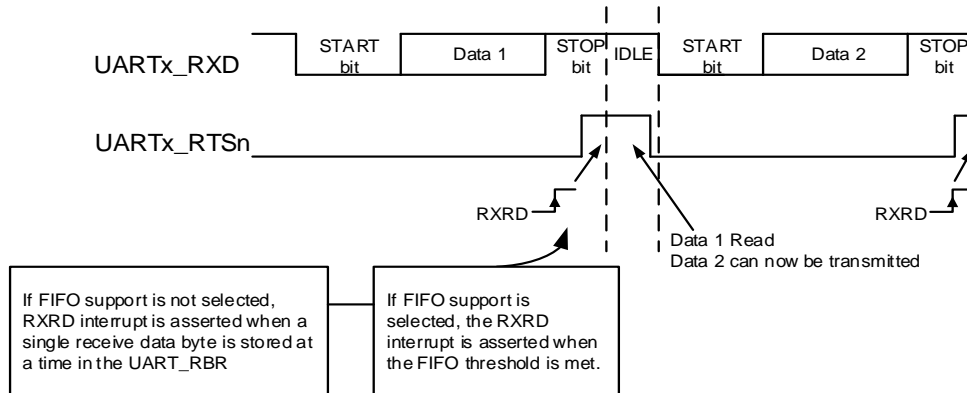 UARTx_RXD
START
bit
Data 1
STOP
bit
IDLE
START
bit
Data 2
STOP
bit
UARTx_RTSn
RXRD
RXRD
Data 1 Read
Data 2 can now be transmitted
If FIFO support is not selected,
RXRD interrupt is asserted when a
single receive data byte is stored at
a time in the UART_RBR
If FIFO support is
selected, the RXRD
interrupt is asserted when
the FIFO threshold is met.